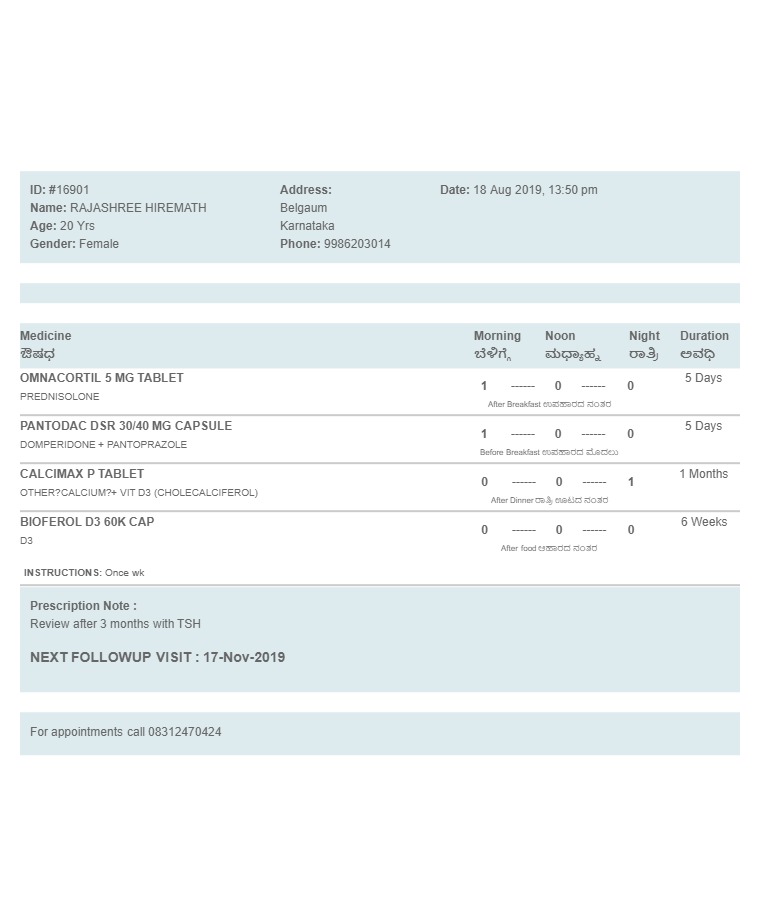 ID: #16901
Name: RAJASHREE HIREMATH
Age: 20 Yrs
Gender: Female
Address:
Belgaum
Karnataka
Phone: 9986203014
Date: 18 Aug 2019, 13:50 pm
Medicine Morning Noon Night Duration
ಔಷಧ ಬೆಳಿಗ್ಗೆ ಮಧ್ಯಾಹ್ನ ರಾತ್ರಿ ಅವಧಿ
OMNACORTIL 5 MG TABLET 1 ------ 0 ------ 0 5 Days
PREDNISOLONE After Breakfast ಉಪಹಾರದ ನಂತರ
PANTODAC DSR 30/40 MG CAPSULE 1 ------ 0 ------ 0 5 Days
DOMPERIDONE + PANTOPRAZOLE Before Breakfast ಉಪಹಾರದ ಮೊದಲು
CALCIMAX P TABLET 0 ------ 0 ------ 1 1 Months
OTHER?CALCIUM?+ VIT D3 (CHOLECALCIFEROL) After Dinner ರಾತ್ರಿ ಊಟದ ನಂತರ
BIOFEROL D3 60K CAP 0 ------ 0 ------ 0 6 Weeks
D3 After food ಆಹಾರದ ನಂತರ
INSTRUCTIONS: Once wk
Prescription Note :
Review after 3 months with TSH
NEXT FOLLOWUP VISIT : 17-Nov-2019
For appointments call 08312470424